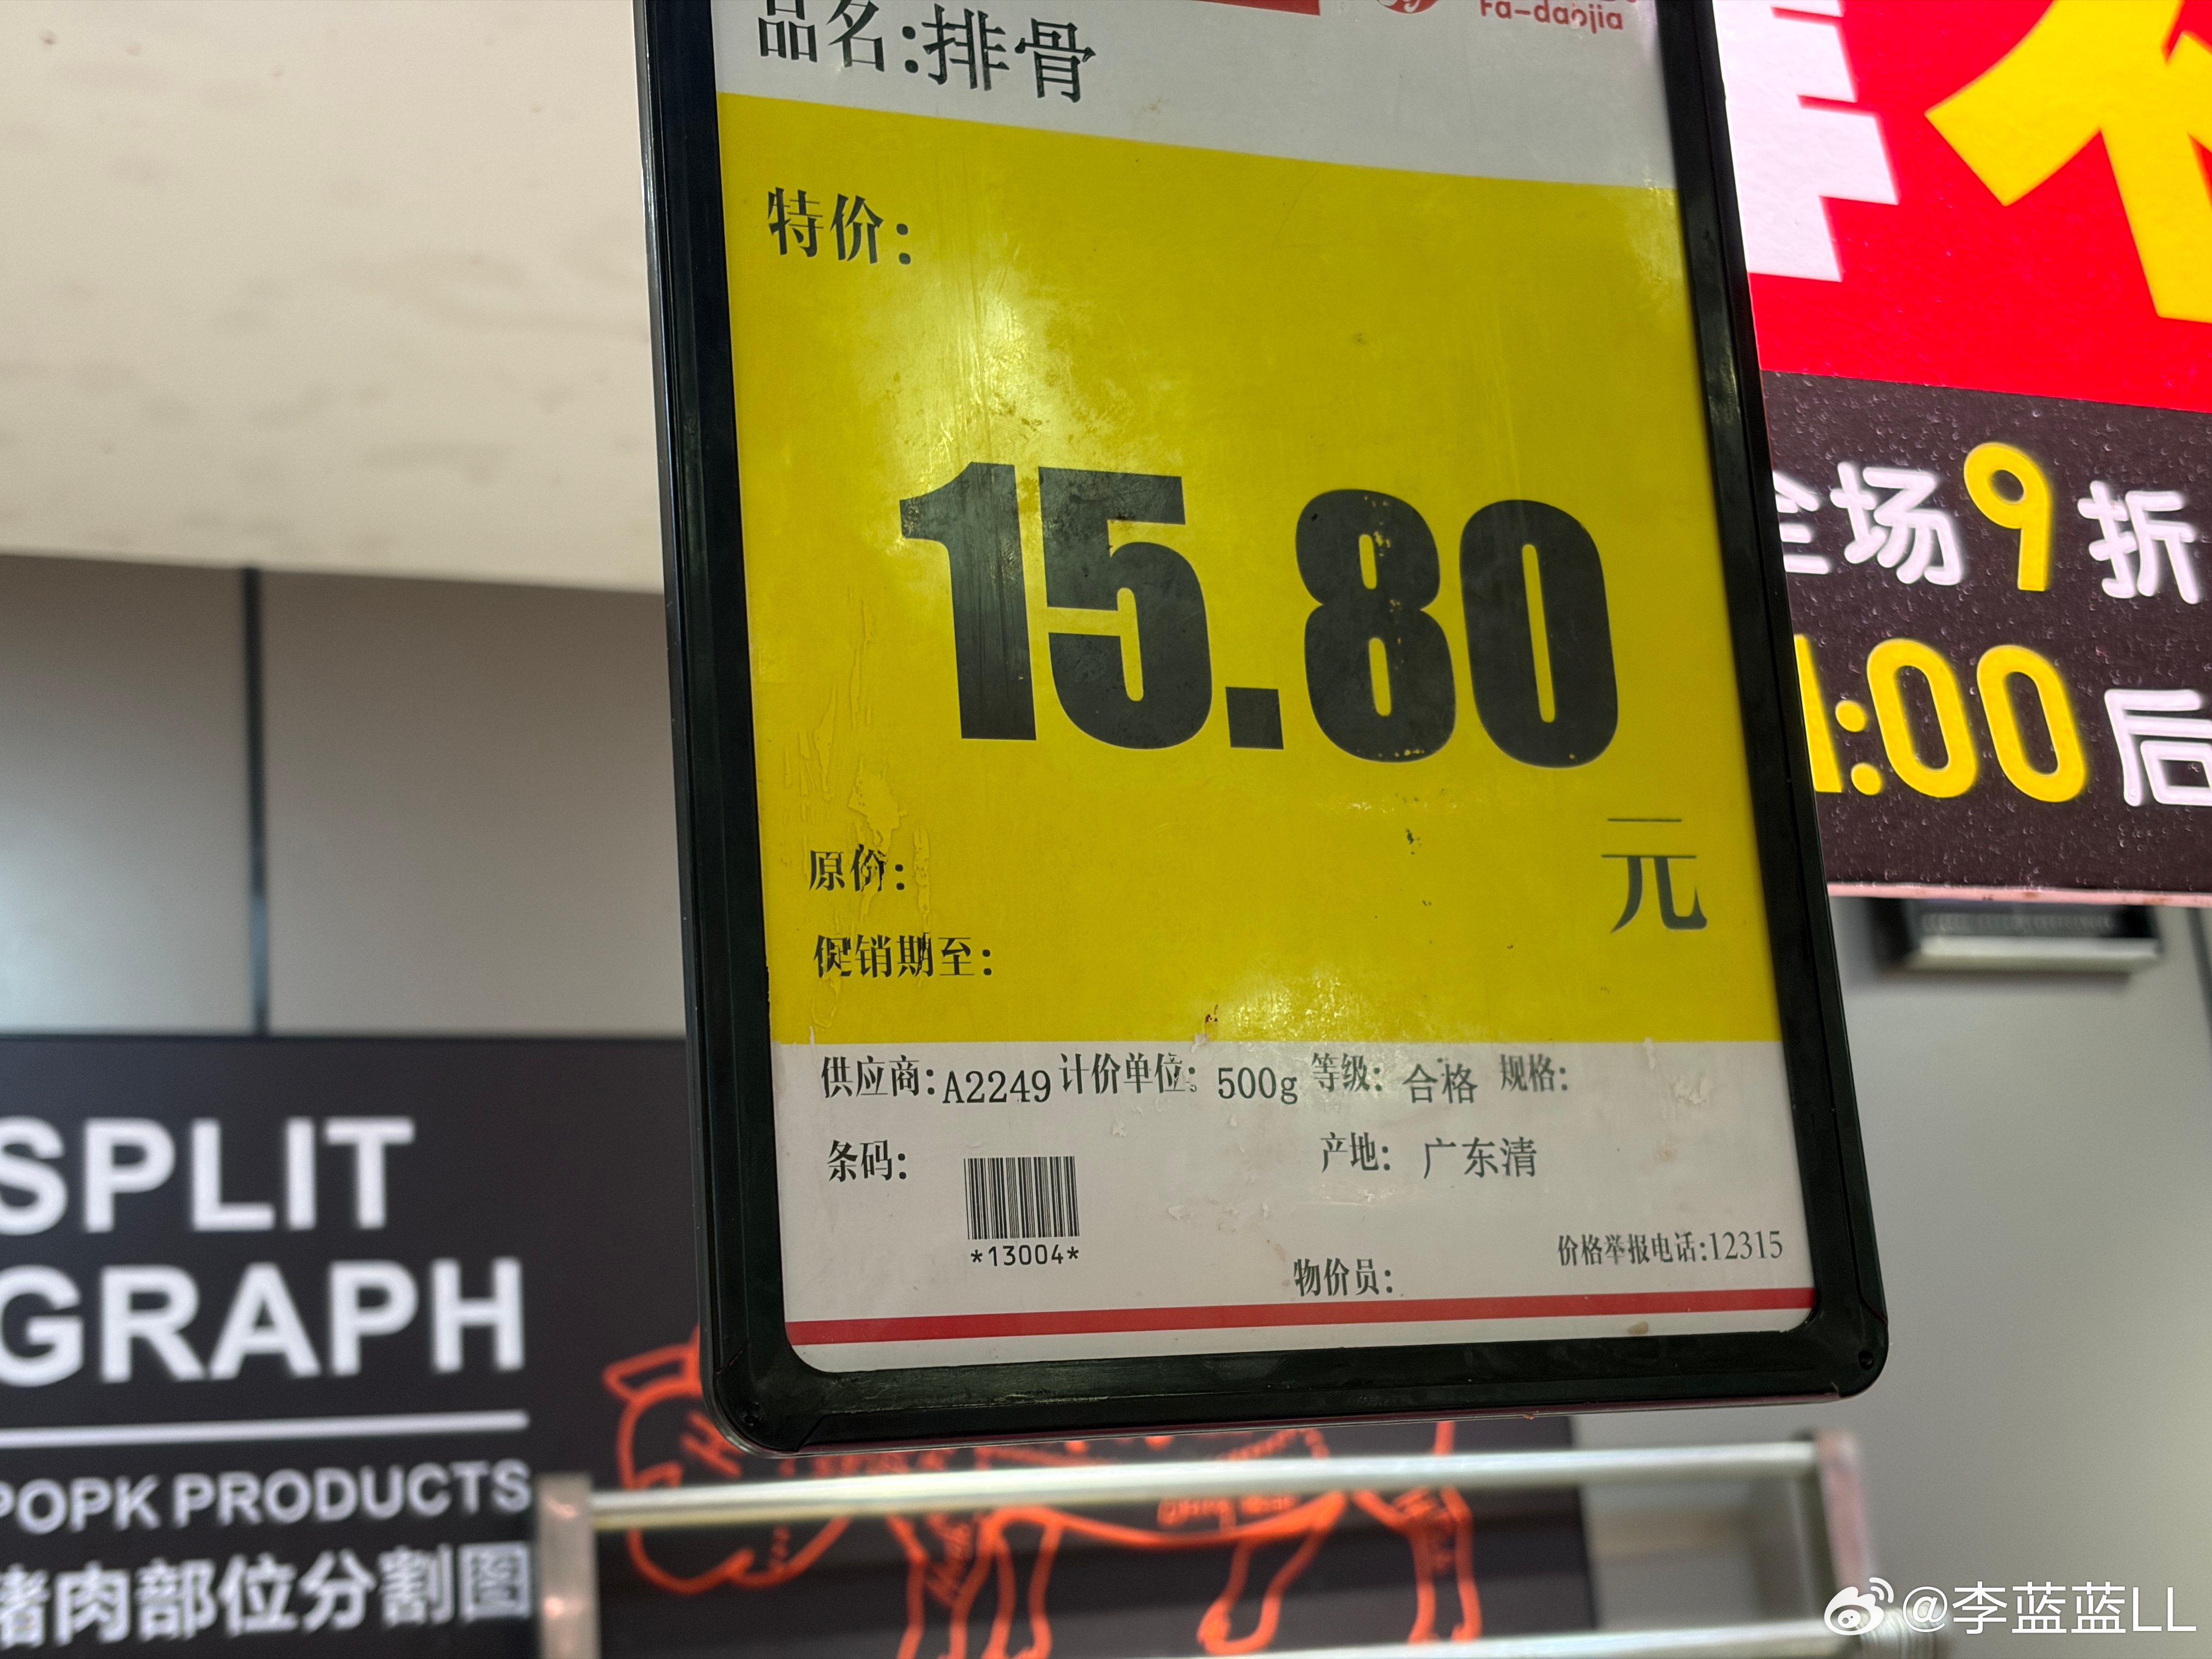 Fa-daojia
品名:排骨
特价:
15.80
元
原价:
促销期至:
供应商:A2249 计价单位: 500g 等级: 合格 规格:
条码:
产地: 广东清
*13004*
物价员:
价格举报电话:12315
全场9折
:00后
SPLIT
GRAPH
POPK PRODUCTS
猪肉部位分割图
@李蓝蓝LL